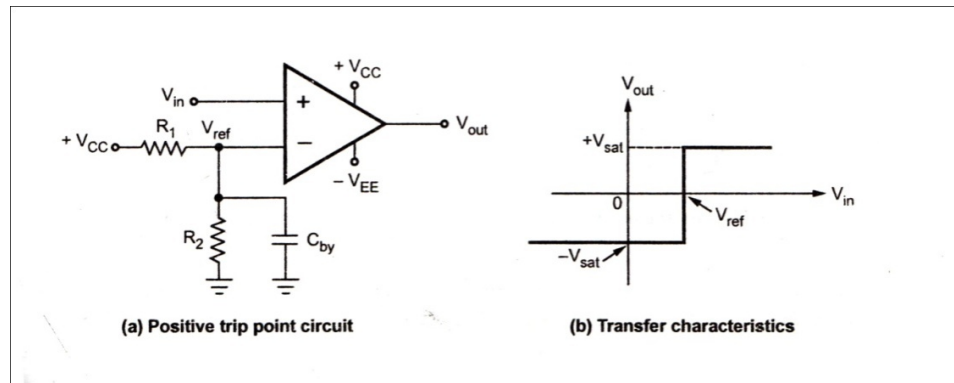 + V_CC
V_in
+
V_out
R_1
V_ref
+ V_CC
−
− V_EE
R_2
C_by
(a) Positive trip point circuit
V_out
+V_sat
0
V_in
V_ref
−V_sat
(b) Transfer characteristics